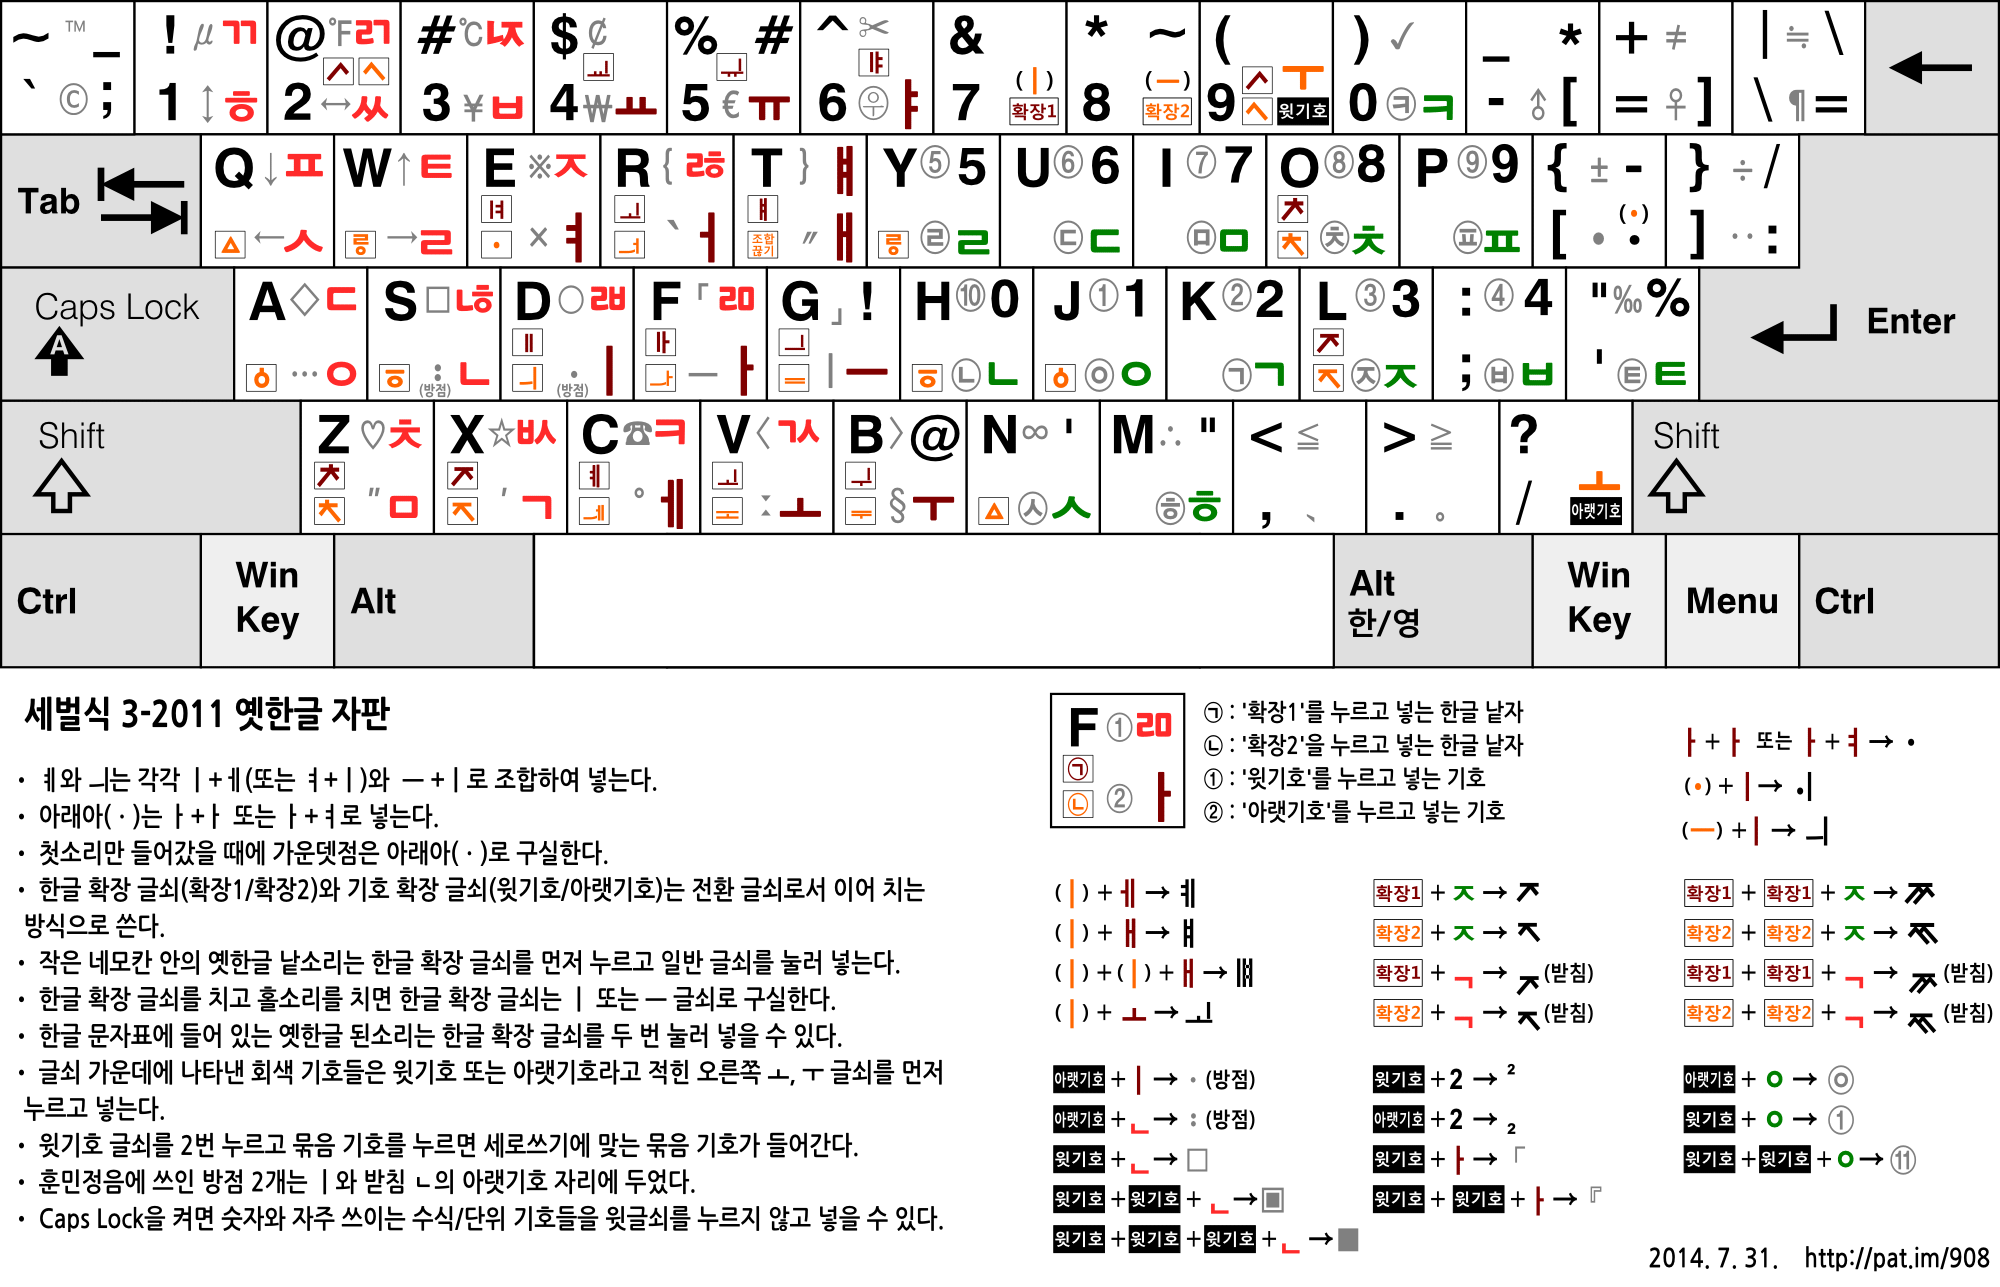 ~ ™ _ ! μ ㄲ @ ℉ ㄺ # ℃ ㄵ $ ₵ % ㅝ # ^ ✂ ㅑ & * ~ ( ㅜ ) ✓ _ * + ≠ | ≒ \
` © ; 1 ↕ ㅎ 2 ↔ ㅆ 3 ¥ ㅂ 4 ₩ ㅛ 5 € ㅠ 6 ㉾ ㅑ 7 (ㅣ) 확장1 8 (ㅡ) 확장2 9 윗기호 0 ㉪ ㅋ - ♂ [ = ♀ ] \ ¶ =
Tab Q ↓ ㅍ W ↑ ㅌ E ※ ㅈ R { ㅀ T } ㅒ Y ⑤ 5 U ⑥ 6 I ⑦ 7 O ⑧ 8 P ⑨ 9 { ± - } ÷ /
ㅿ ← ㅅ ᄛ → ㄹ ㆍ × ㅕ ` ㅓ 조합끊기 〃 ㅐ ᄛ ㉣ ㄹ ㉢ ㄷ ㉤ ㅁ ㉨ ㅊ ㉬ ㅍ [ • (ㆍ) · ] ·· :
Caps Lock A ◇ ㄷ S □ ㄶ D ○ ㄼ F 「 ㄻ G 」 ! H ⑩ 0 J ① 1 K ② 2 L ③ 3 : ④ 4 " ‰ % Enter
ㆁ … ㅇ ㆆ : (방점) ㄴ · (방점) ㅣ ― ㅏ | ㅡ ㆆ ㉡ ㄴ ㆁ ㉧ ㅇ ㉠ ㄱ ㉨ ㅈ ; ㉥ ㅂ ' ㉫ ㅌ
Shift Z ♡ ㅊ X ☆ ㅄ C ☎ ㅋ V 〈 ㄳ B 〉 @ N ∞ ' M ∴ " < ≦ > ≧ ? Shift
″ ㅁ ′ ㄱ ° ㅔ : ㅗ § ㅜ ㅿ ㉦ ㅅ ㉭ ㅎ , 、 . 。 / ㅗ 아랫기호
Ctrl Win Key Alt Alt 한/영 Win Key Menu Ctrl
세벌식 3-2011 옛한글 자판
• ㅖ와 ㅢ는 각각 ㅣ+ㅔ(또는 ㅕ+ㅣ)와 ㅡ+ㅣ로 조합하여 넣는다.
• 아래아(ㆍ)는 ㅏ+ㅏ 또는 ㅏ+ㅕ로 넣는다.
• 첫소리만 들어갔을 때에 가운뎃점은 아래아(ㆍ)로 구실한다.
• 한글 확장 글쇠(확장1/확장2)와 기호 확장 글쇠(윗기호/아랫기호)는 전환 글쇠로서 이어 치는
방식으로 쓴다.
• 작은 네모칸 안의 옛한글 낱소리는 한글 확장 글쇠를 먼저 누르고 일반 글쇠를 눌러 넣는다.
• 한글 확장 글쇠를 치고 홀소리를 치면 한글 확장 글쇠는 ㅣ 또는 ㅡ 글쇠로 구실한다.
• 한글 문자표에 들어 있는 옛한글 된소리는 한글 확장 글쇠를 두 번 눌러 넣을 수 있다.
• 글쇠 가운데에 나타낸 회색 기호들은 윗기호 또는 아랫기호라고 적힌 오른쪽 ㅗ, ㅜ 글쇠를 먼저
누르고 넣는다.
• 윗기호 글쇠를 2번 누르고 묶음 기호를 누르면 세로쓰기에 맞는 묶음 기호가 들어간다.
• 훈민정음에 쓰인 방점 2개는 ㅣ와 받침 ㄴ의 아랫기호 자리에 두었다.
• Caps Lock을 켜면 숫자와 자주 쓰이는 수식/단위 기호들을 윗글쇠를 누르지 않고 넣을 수 있다.
F ① ㄻ
㉠ ㉡ ② ㅏ
㉠ : '확장1'를 누르고 넣는 한글 낱자
㉡ : '확장2'을 누르고 넣는 한글 낱자
① : '윗기호'를 누르고 넣는 기호
② : '아랫기호'를 누르고 넣는 기호
ㅏ + ㅏ 또는 ㅏ + ㅕ → ㆍ
(ㆍ) + ㅣ → ㆎ
(ㅡ) + ㅣ → ㅢ
(ㅣ) + ㅔ → ㅖ 확장1 + ㅈ → ᅐ 확장1 + 확장1 + ㅈ → ᅑ
(ㅣ) + ㅐ → ㅒ 확장2 + ㅈ → ᅎ 확장2 + 확장2 + ㅈ → ᅏ
(ㅣ) + (ㅣ) + ㅐ → 확장1 + ㄱ → (받침) 확장1 + 확장1 + ㄱ → (받침)
(ㅣ) + ㅗ → 확장2 + ㄱ → (받침) 확장2 + 확장2 + ㄱ → (받침)
아랫기호 + ㅣ → · (방점) 윗기호 + 2 → ² 아랫기호 + ㅇ → ㉧
아랫기호 + ㄴ → : (방점) 아랫기호 + 2 → ₂ 윗기호 + ㅇ → ①
윗기호 + ㄴ → □ 윗기호 + ㅏ → 「 윗기호 + 윗기호 + ㅇ → ⑪
윗기호 + 윗기호 + ㄴ → ▣ 윗기호 + 윗기호 + ㅏ → 『
윗기호 + 윗기호 + 윗기호 + ㄴ → ■
2014. 7. 31. http://pat.im/908